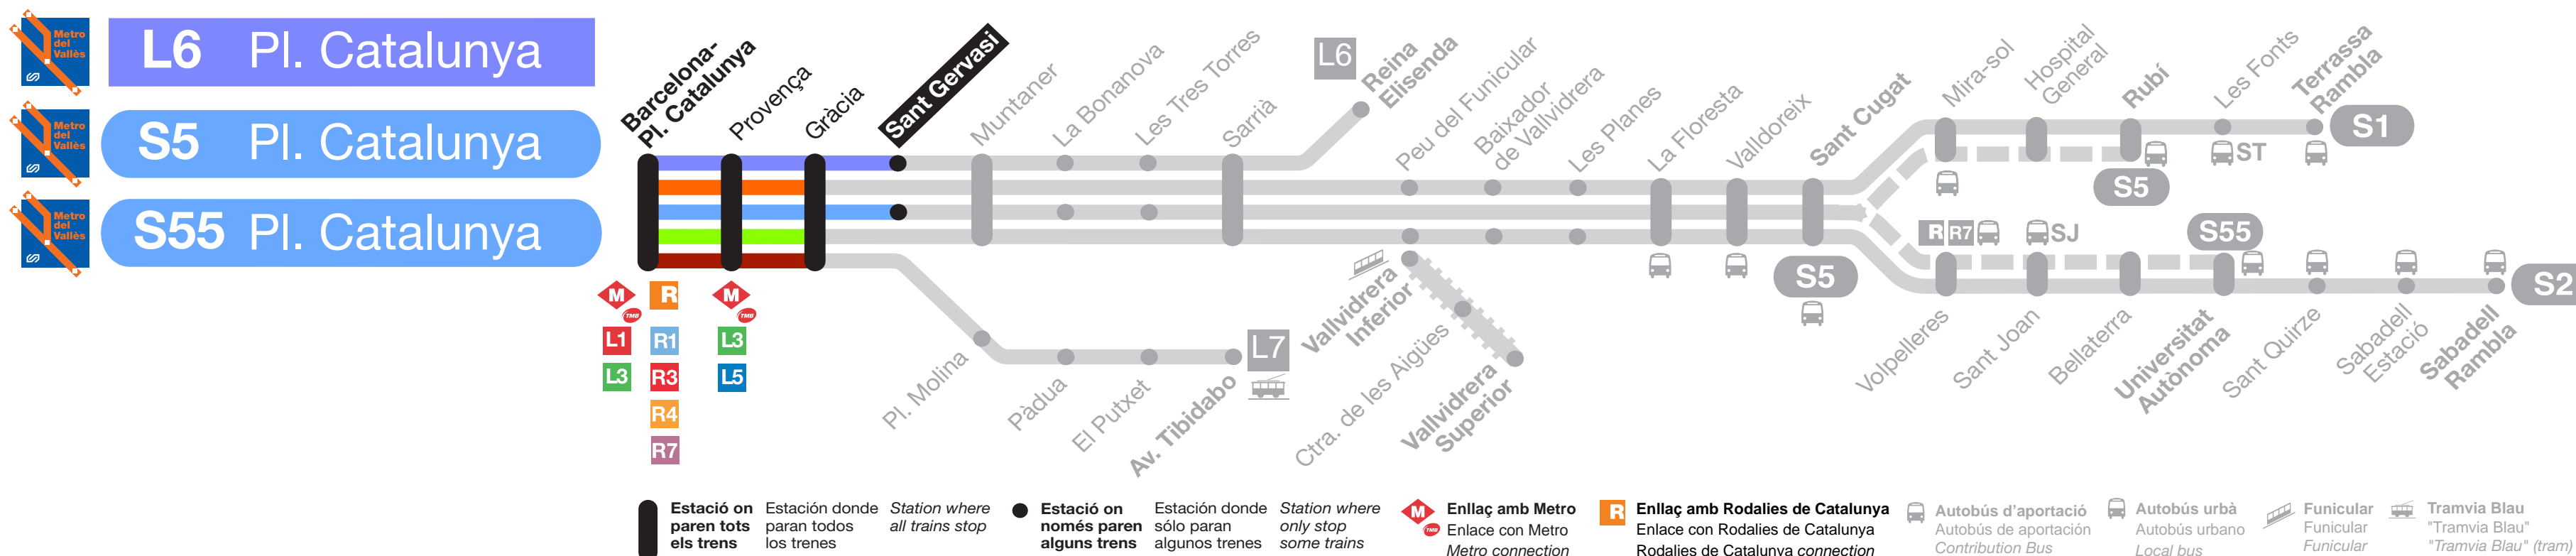 Metro
del
Vallès
L6 Pl. Catalunya
Metro
del
Vallès
S5 Pl. Catalunya
Metro
del
Vallès
S55 Pl. Catalunya
Barcelona-
Pl. Catalunya
Provença
Gràcia
Sant Gervasi
Muntaner
La Bonanova
Les Tres Torres
Sarrià
L6
Reina
Elisenda
Peu del Funicular
Baixador
de Vallvidrera
Les Planes
La Floresta
Valldoreix
Sant Cugat
Mira-sol
Hospital
General
Rubí
Les Fonts
Terrassa
Rambla
S1
ST
S5
R R7
SJ
S55
S5
S2
M
TMB
L1
L3
R
R1
R3
R4
R7
M
TMB
L3
L5
Pl. Molina
Pàdua
El Putxet
Av. Tibidabo
L7
Vallvidrera
Inferior
Ctra. de les Aigües
Vallvidrera
Superior
Volpelleres
Sant Joan
Bellaterra
Universitat
Autònoma
Sant Quirze
Sabadell
Estació
Sabadell
Rambla
Estació on
paren tots
els trens
Estación donde
paran todos
los trenes
Station where
all trains stop
Estació on
només paren
alguns trens
Estación donde
sólo paran
algunos trenes
Station where
only stop
some trains
M
TMB
Enllaç amb Metro
Enlace con Metro
Metro connection
R
Enllaç amb Rodalies de Catalunya
Enlace con Rodalies de Catalunya
Rodalies de Catalunya connection
Autobús d'aportació
Autobús de aportación
Contribution Bus
Autobús urbà
Autobús urbano
Local bus
Funicular
Funicular
Funicular
Tramvia Blau
"Tramvia Blau"
"Tramvia Blau" (tram)